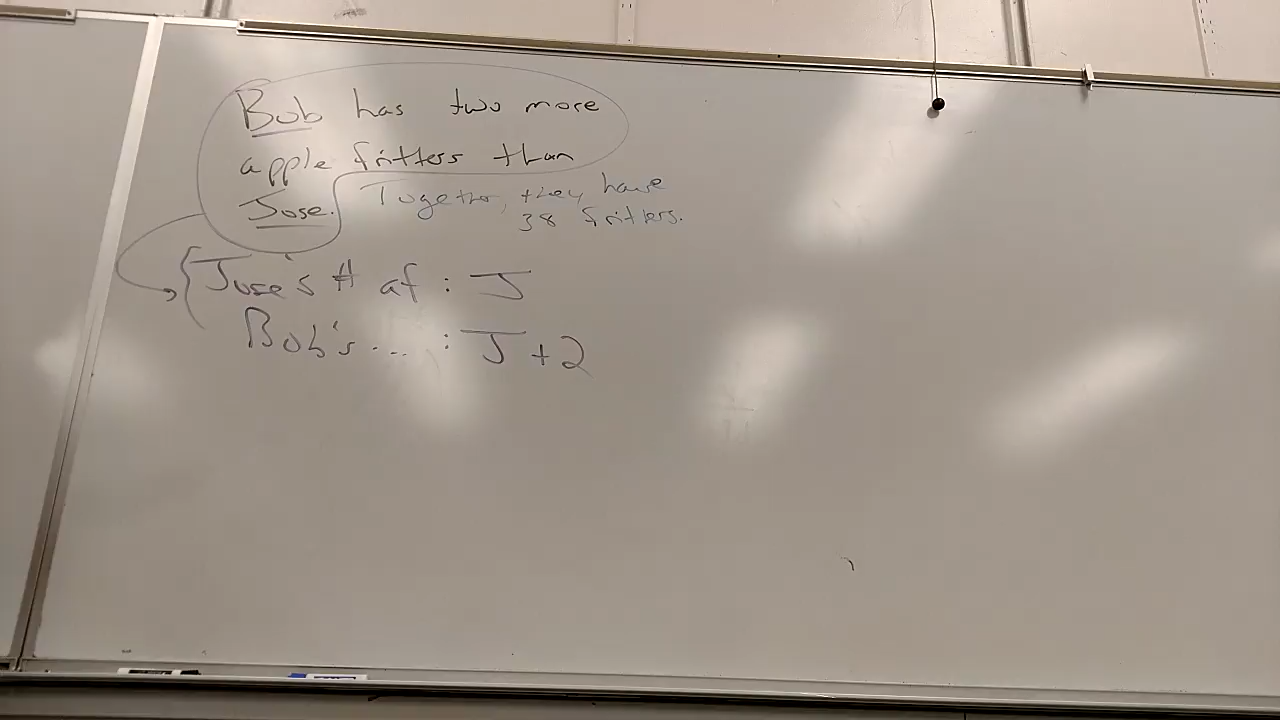 Bob has two more
apple fritters than
Jose. Together, they have
38 fritters.
Jose's # af : J
Bob's... : J + 2